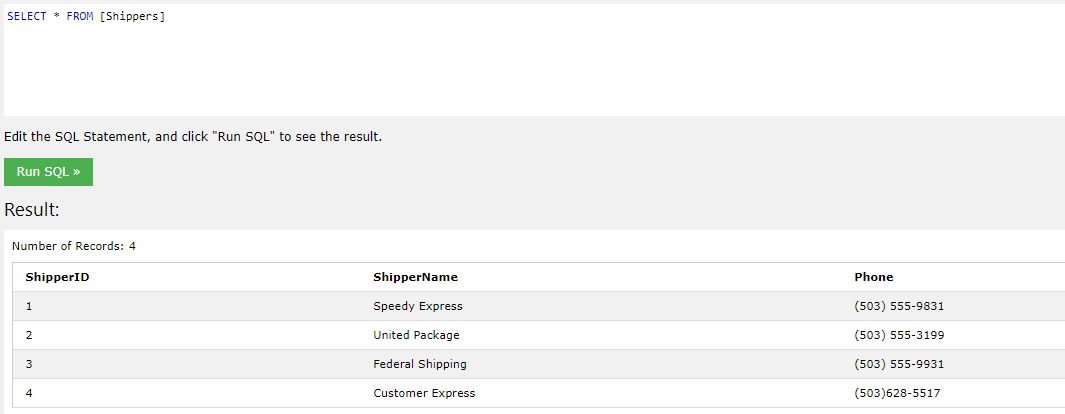 SELECT * FROM [Shippers]
Edit the SQL Statement, and click "Run SQL" to see the result.
Run SQL »
Result:
Number of Records: 4
ShipperID ShipperName Phone
1 Speedy Express (503) 555-9831
2 United Package (503) 555-3199
3 Federal Shipping (503) 555-9931
4 Customer Express (503)628-5517